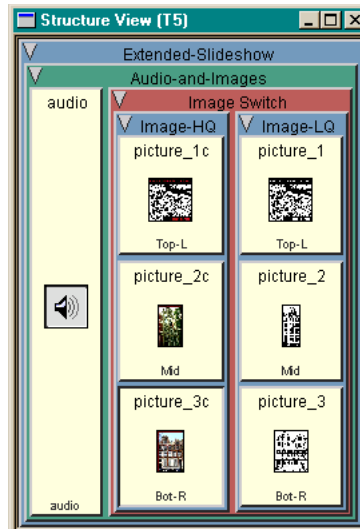 Structure View (T5)
Extended-Slideshow
Audio-and-Images
audio
Image Switch
Image-HQ
Image-LQ
picture_1c
picture_1
Top-L
Top-L
picture_2c
picture_2
Mid
Mid
picture_3c
picture_3
Bot-R
Bot-R
audio